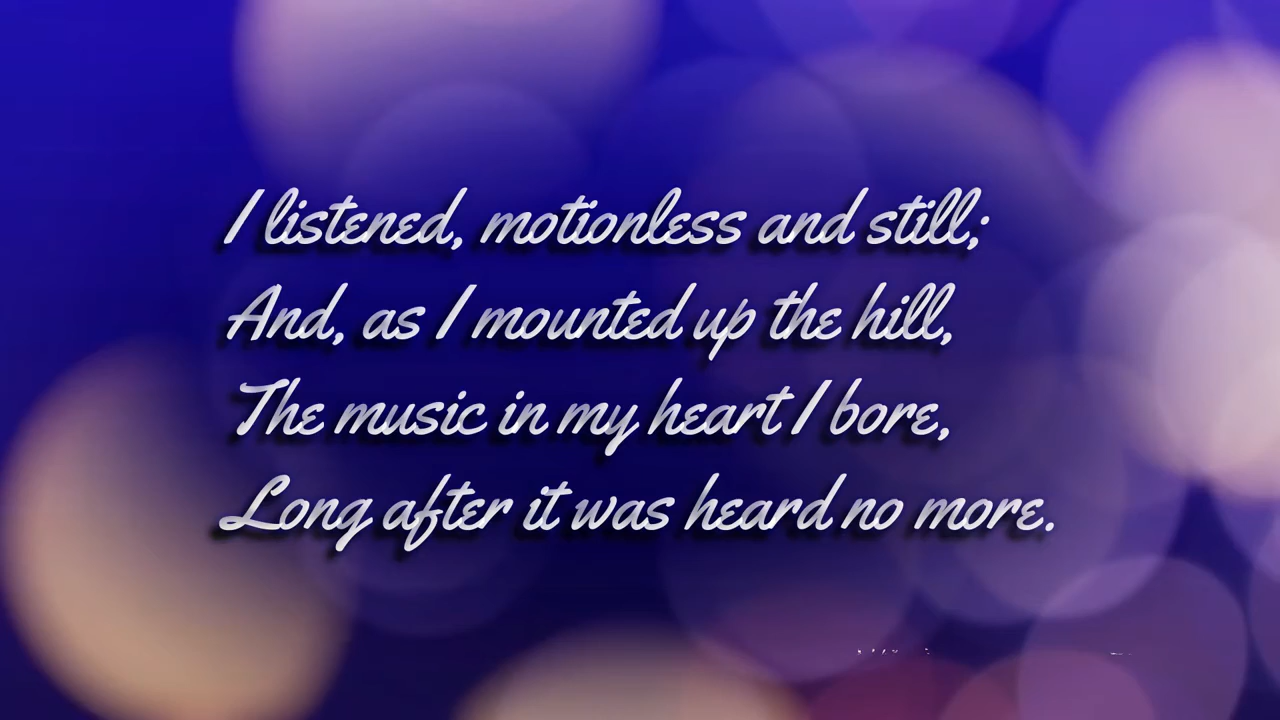 I listened, motionless and still;
And, as I mounted up the hill,
The music in my heart I bore,
Long after it was heard no more.